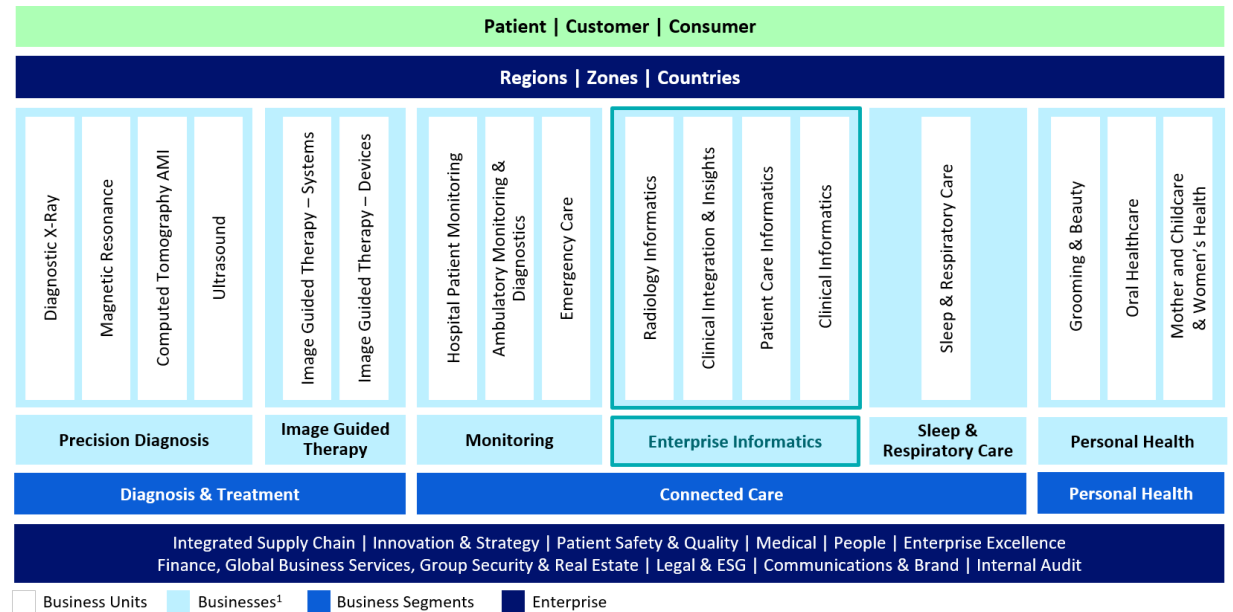 Patient | Customer | Consumer
Regions | Zones | Countries
Diagnostic X-Ray
Magnetic Resonance
Computed Tomography AMI
Ultrasound
Image Guided Therapy – Systems
Image Guided Therapy – Devices
Hospital Patient Monitoring
Ambulatory Monitoring &
Diagnostics
Emergency Care
Radiology Informatics
Clinical Integration & Insights
Patient Care Informatics
Clinical Informatics
Sleep & Respiratory Care
Grooming & Beauty
Oral Healthcare
Mother and Childcare
& Women's Health
Precision Diagnosis
Image Guided
Therapy
Monitoring
Enterprise Informatics
Sleep &
Respiratory Care
Personal Health
Diagnosis & Treatment
Connected Care
Personal Health
Integrated Supply Chain | Innovation & Strategy | Patient Safety & Quality | Medical | People | Enterprise Excellence
Finance, Global Business Services, Group Security & Real Estate | Legal & ESG | Communications & Brand | Internal Audit
Business Units
Businesses¹
Business Segments
Enterprise